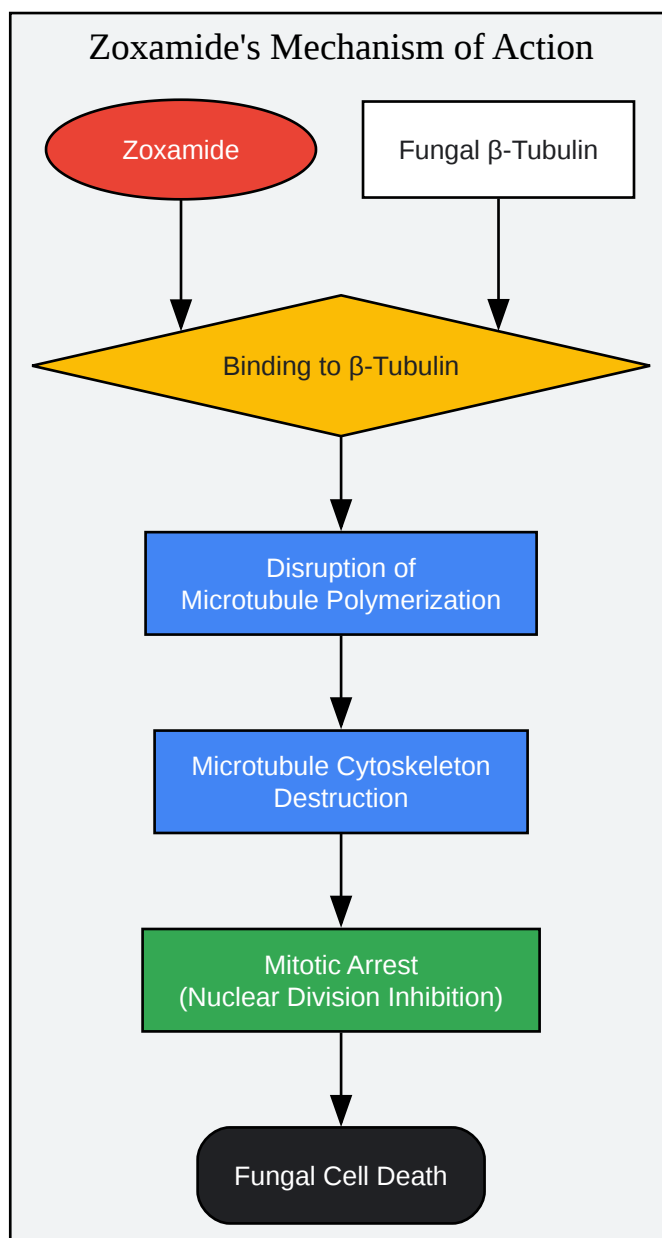 Zoxamide's Mechanism of Action
Zoxamide
Fungal β-Tubulin
Binding to β-Tubulin
Disruption of
Microtubule Polymerization
Microtubule Cytoskeleton
Destruction
Mitotic Arrest
(Nuclear Division Inhibition)
Fungal Cell Death